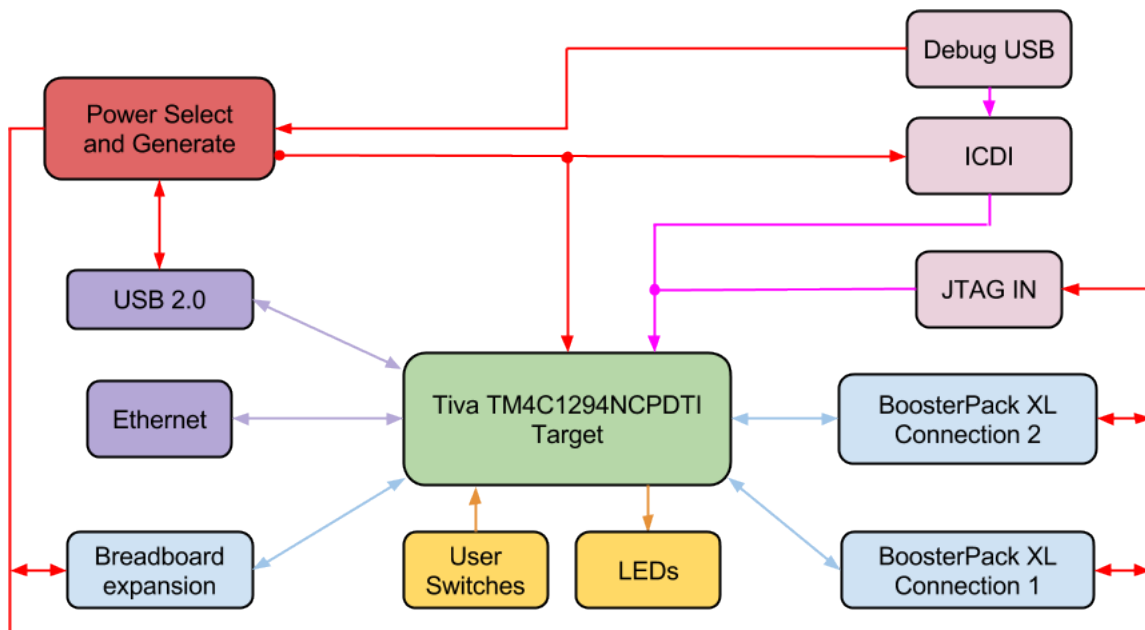 Debug USB
Power Select
and Generate
ICDI
USB 2.0
JTAG IN
Ethernet
Tiva TM4C1294NCPDTI
Target
BoosterPack XL
Connection 2
Breadboard
expansion
User
Switches
LEDs
BoosterPack XL
Connection 1